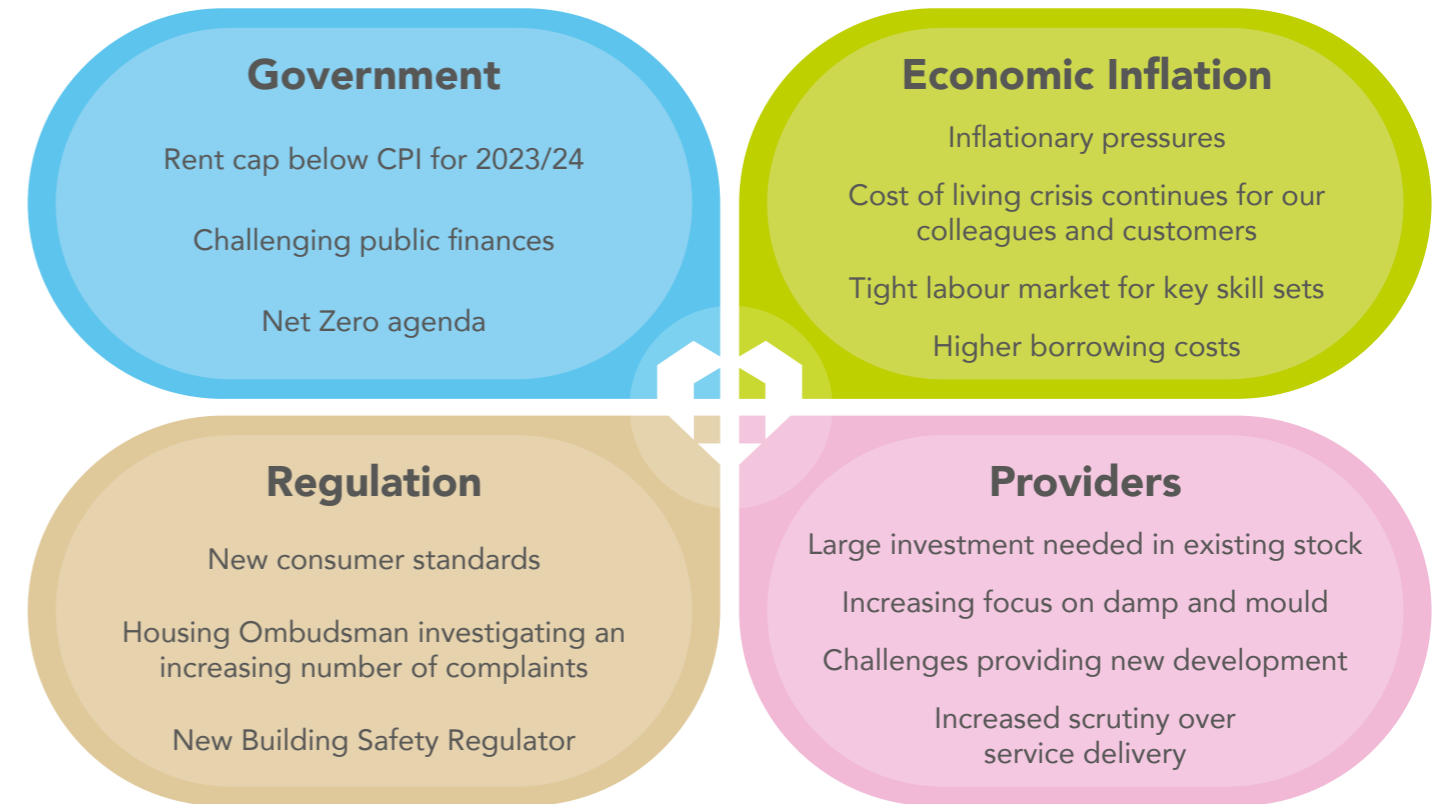 Government
Rent cap below CPI for 2023/24
Challenging public finances
Net Zero agenda
Economic Inflation
Inflationary pressures
Cost of living crisis continues for our
colleagues and customers
Tight labour market for key skill sets
Higher borrowing costs
Regulation
New consumer standards
Housing Ombudsman investigating an
increasing number of complaints
New Building Safety Regulator
Providers
Large investment needed in existing stock
Increasing focus on damp and mould
Challenges providing new development
Increased scrutiny over
service delivery